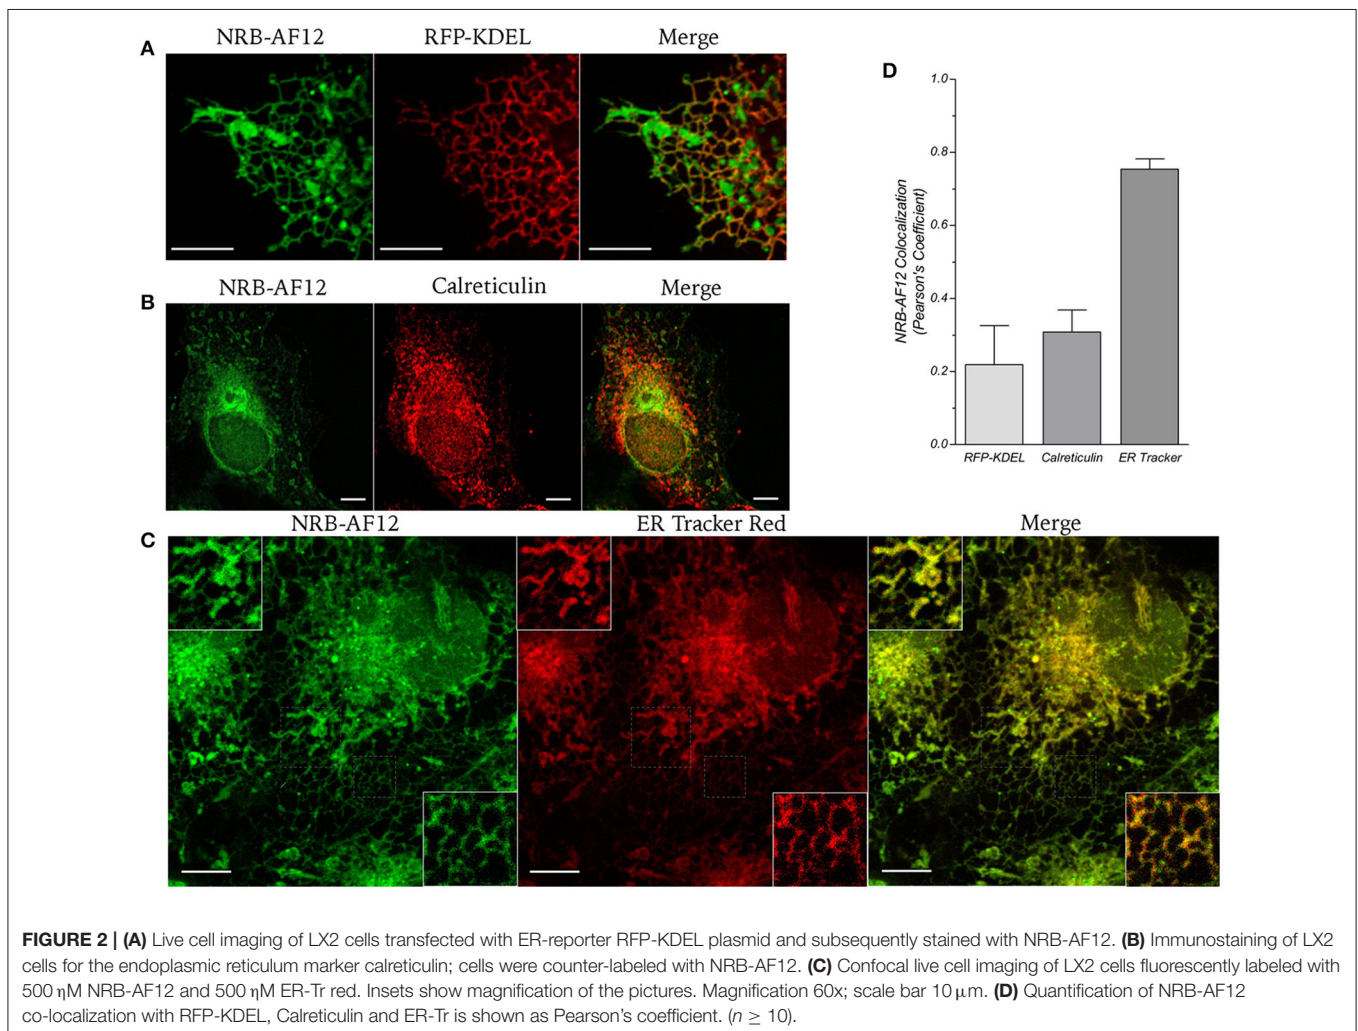 A
NRB-AF12 RFP-KDEL Merge
B
NRB-AF12 Calreticulin Merge
C
NRB-AF12 ER Tracker Red Merge
D
NRB-AF12 Colocalization
(Pearson's Coefficient)
1.0
0.8
0.6
0.4
0.2
0.0
RFP-KDEL Calreticulin ER Tracker
FIGURE 2 | (A) Live cell imaging of LX2 cells transfected with ER-reporter RFP-KDEL plasmid and subsequently stained with NRB-AF12. (B) Immunostaining of LX2
cells for the endoplasmic reticulum marker calreticulin; cells were counter-labeled with NRB-AF12. (C) Confocal live cell imaging of LX2 cells fluorescently labeled with
500 ηM NRB-AF12 and 500 ηM ER-Tr red. Insets show magnification of the pictures. Magnification 60x; scale bar 10 μm. (D) Quantification of NRB-AF12
co-localization with RFP-KDEL, Calreticulin and ER-Tr is shown as Pearson's coefficient. (n ≥ 10).